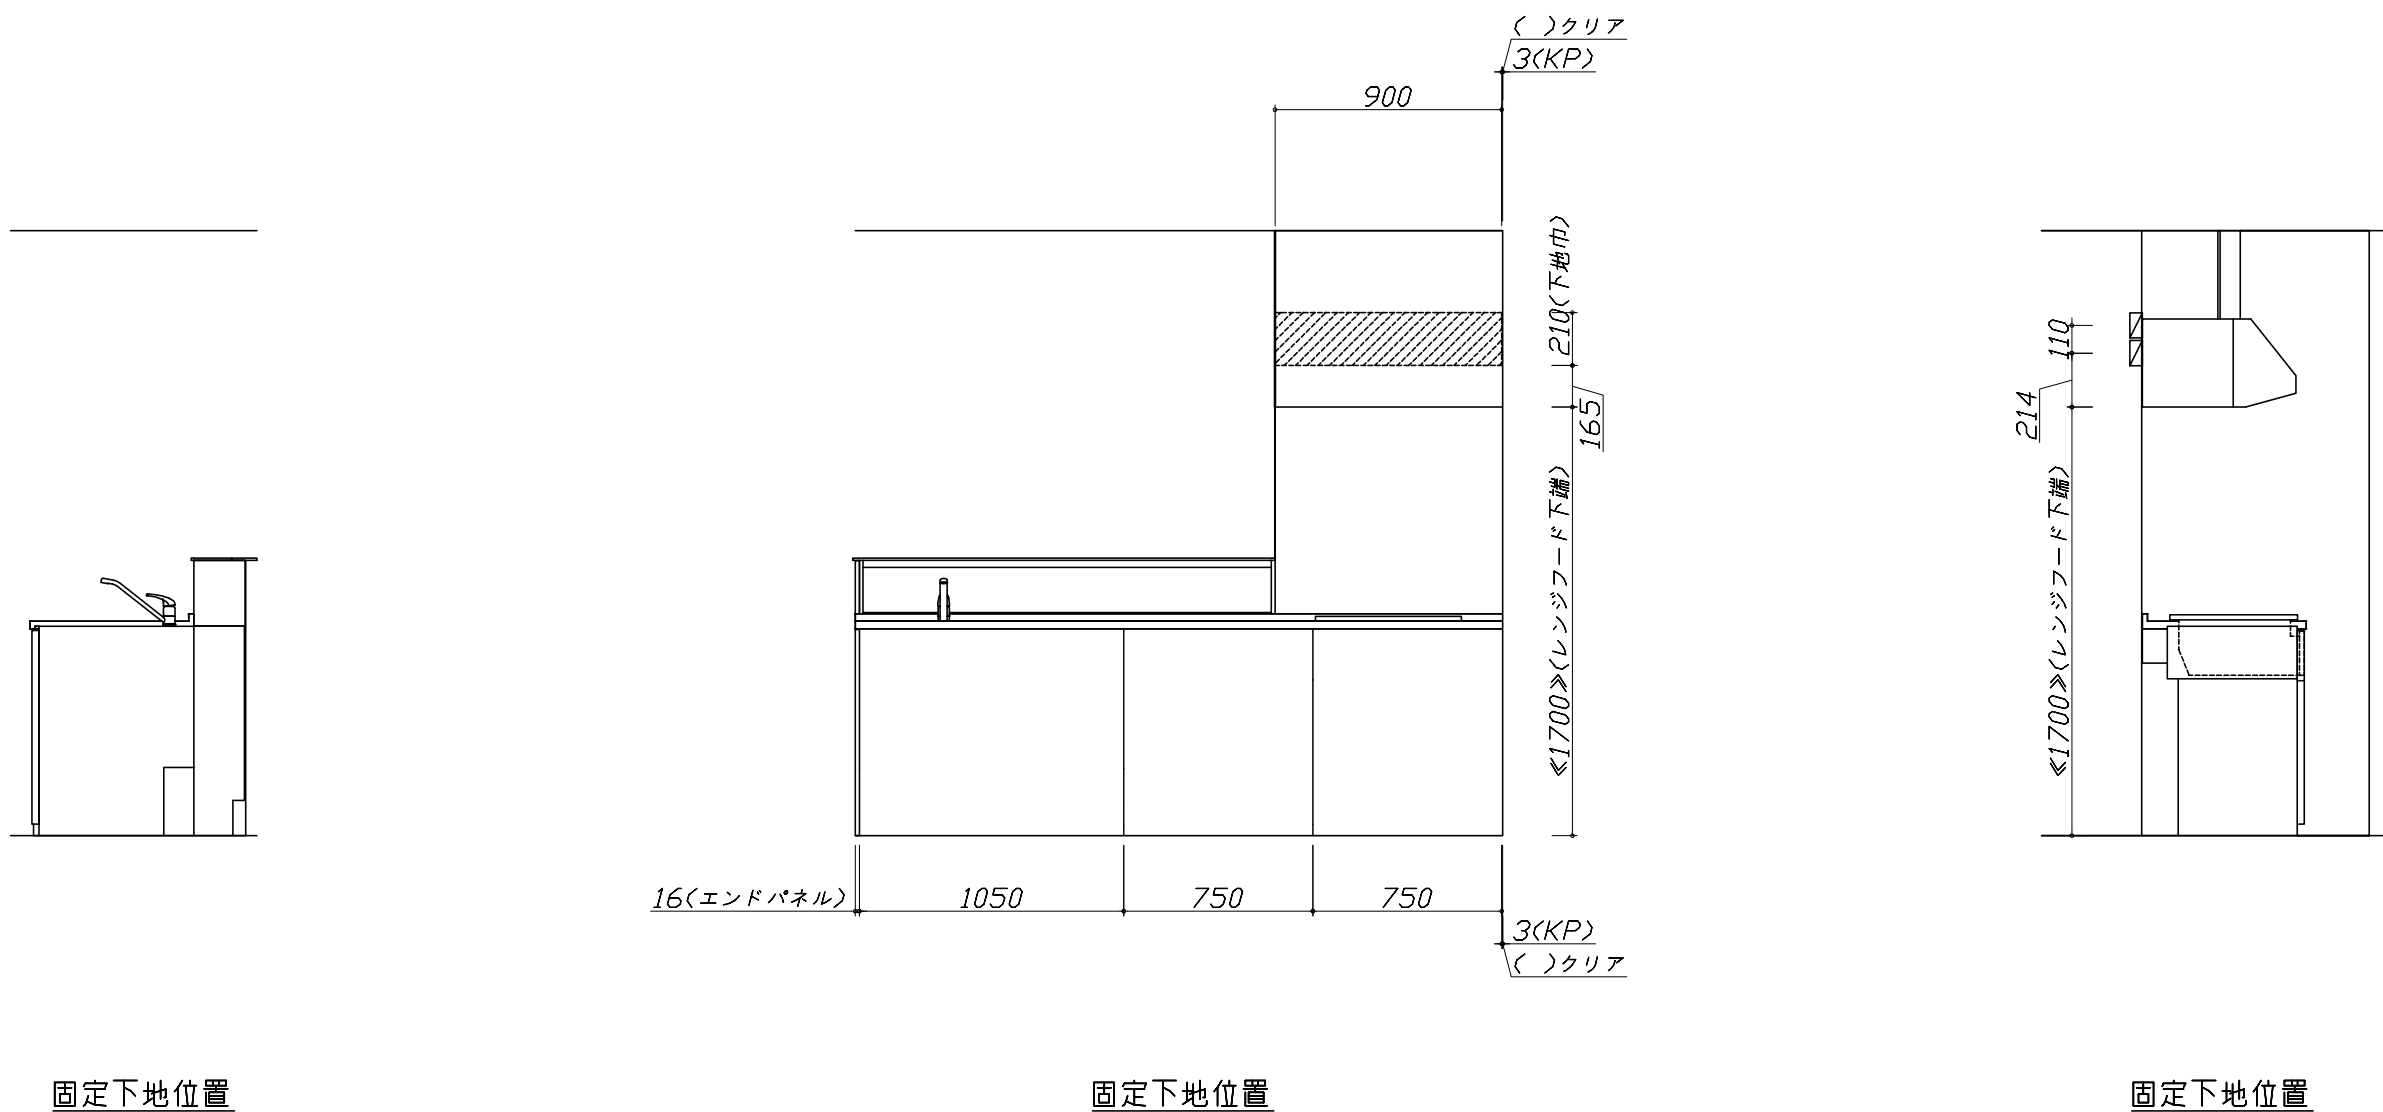 ( )クリア
3(KP)
900
210(下地巾)
165
≪1700≫(レンジフード下端)
110
214
≪1700≫(レンジフード下端)
16(エンドパネル)
1050
750
750
3(KP)
( )クリア
固定下地位置
固定下地位置
固定下地位置